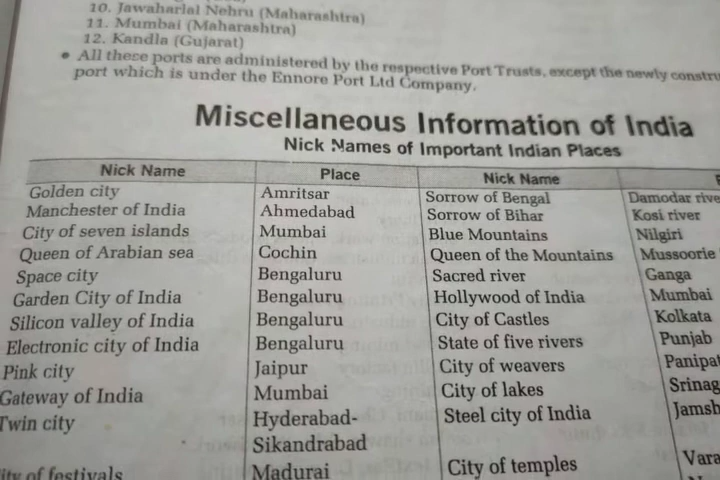 10. Jawaharlal Nehru (Maharashtra)
11. Mumbai (Maharashtra)
12. Kandla (Gujarat)
• All these ports are administered by the respective Port Trusts, except the newly
port which is under the Ennore Port Ltd Company.
Miscellaneous Information of India
Nick Names of Important Indian Places
Nick Name Place Nick Name
Golden city Amritsar Sorrow of Bengal Damodar
Manchester of India Ahmedabad Sorrow of Bihar Kosi river
City of seven islands Mumbai Blue Mountains Nilgiri
Queen of Arabian sea Cochin Queen of the Mountains Mussoorie
Space city Bengaluru Sacred river Ganga
Garden City of India Bengaluru Hollywood of India Mumbai
Silicon valley of India Bengaluru City of Castles Kolkata
Electronic city of India Bengaluru State of five rivers Punjab
Pink city Jaipur City of weavers Panipat
Gateway of India Mumbai City of lakes
Twin city Hyderabad- Steel city of India
Sikandrabad
of festivals Madurai City of temples